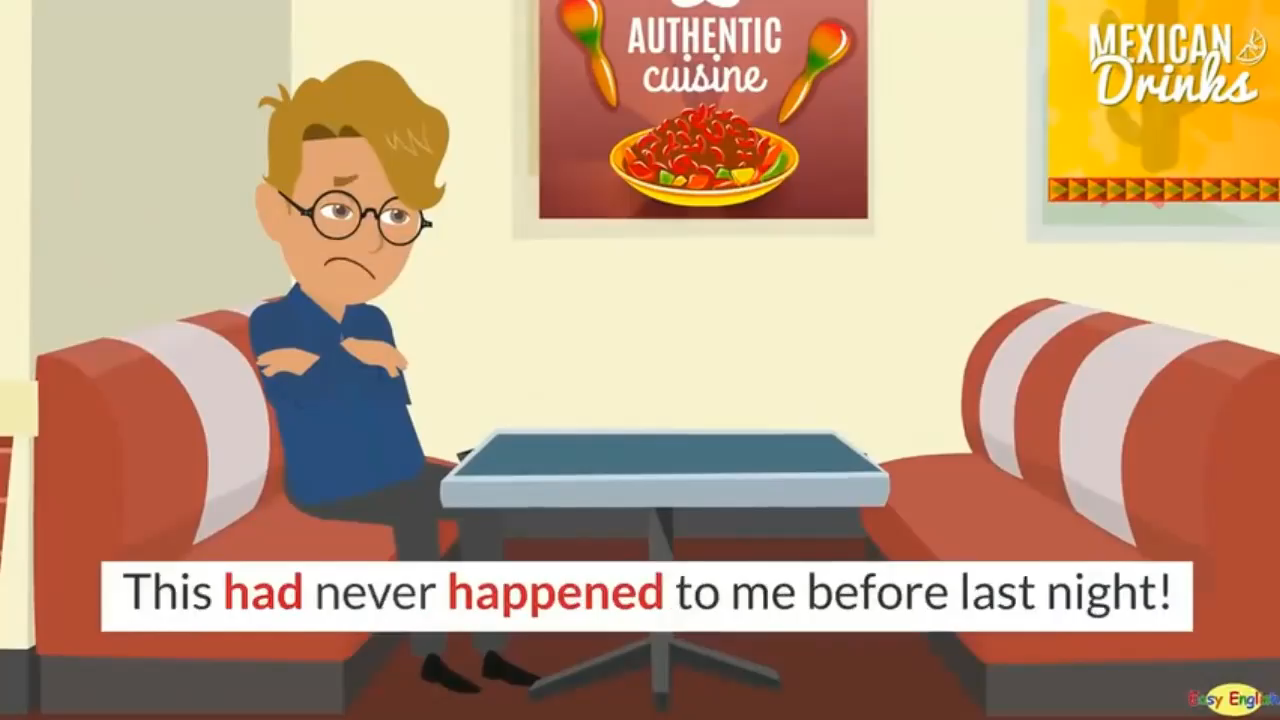 AUTHENTIC
cuisine
MEXICAN
Drinks
This had never happened to me before last night!
Easy English